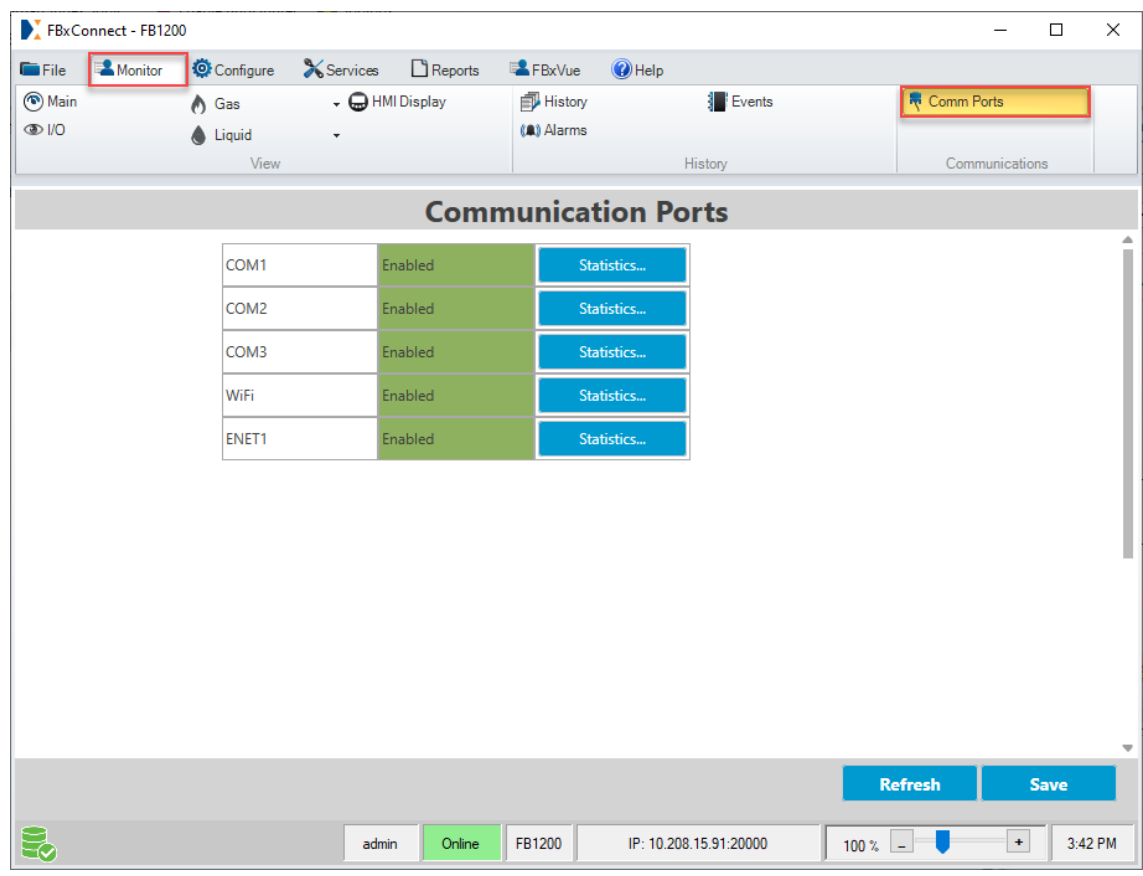 FBxConnect - FB1200
File Monitor Configure Services Reports FBxVue Help
Main Gas HMI Display History Events Comm Ports
I/O Liquid Alarms
View History Communications
Communication Ports
COM1 Enabled Statistics...
COM2 Enabled Statistics...
COM3 Enabled Statistics...
WiFi Enabled Statistics...
ENET1 Enabled Statistics...
Refresh Save
admin Online FB1200 IP: 10.208.15.91:20000 100 % - + 3:42 PM